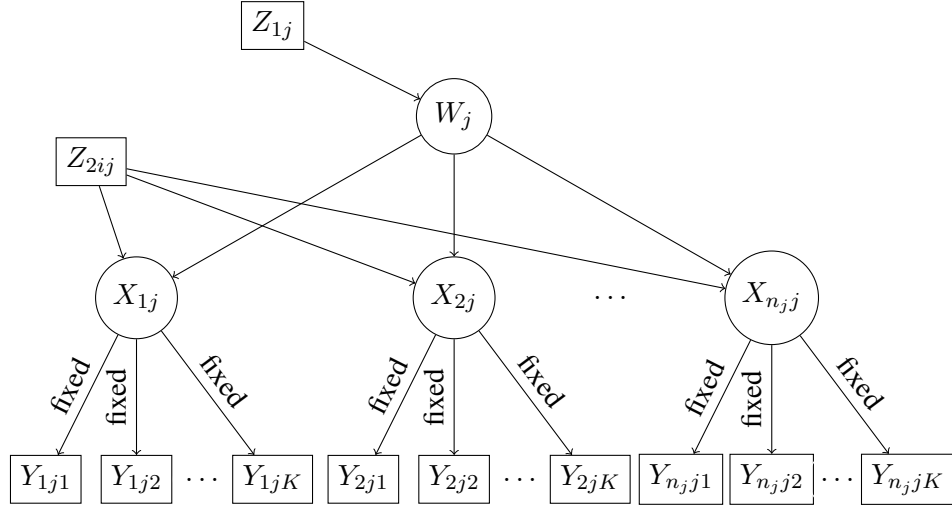 Z_{1j}
W_j
Z_{2ij}
X_{1j} X_{2j} ... X_{n_j j}
fixed fixed fixed fixed fixed fixed fixed fixed fixed
Y_{1j1} Y_{1j2} ... Y_{1jK} Y_{2j1} Y_{2j2} ... Y_{2jK} Y_{n_j j1} Y_{n_j j2} ... Y_{n_j jK}